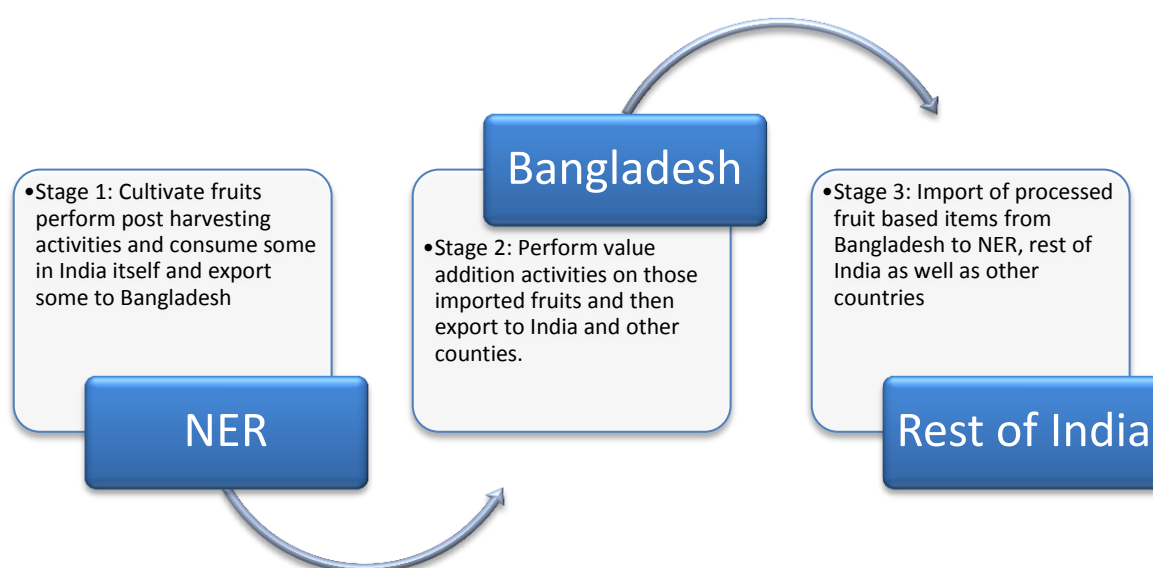 •Stage 1: Cultivate fruits
perform post harvesting
activities and consume some
in India itself and export
some to Bangladesh
NER
Bangladesh
•Stage 2: Perform value
addition activities on those
imported fruits and then
export to India and other
counties.
•Stage 3: Import of processed
fruit based items from
Bangladesh to NER, rest of
India as well as other
countries
Rest of India